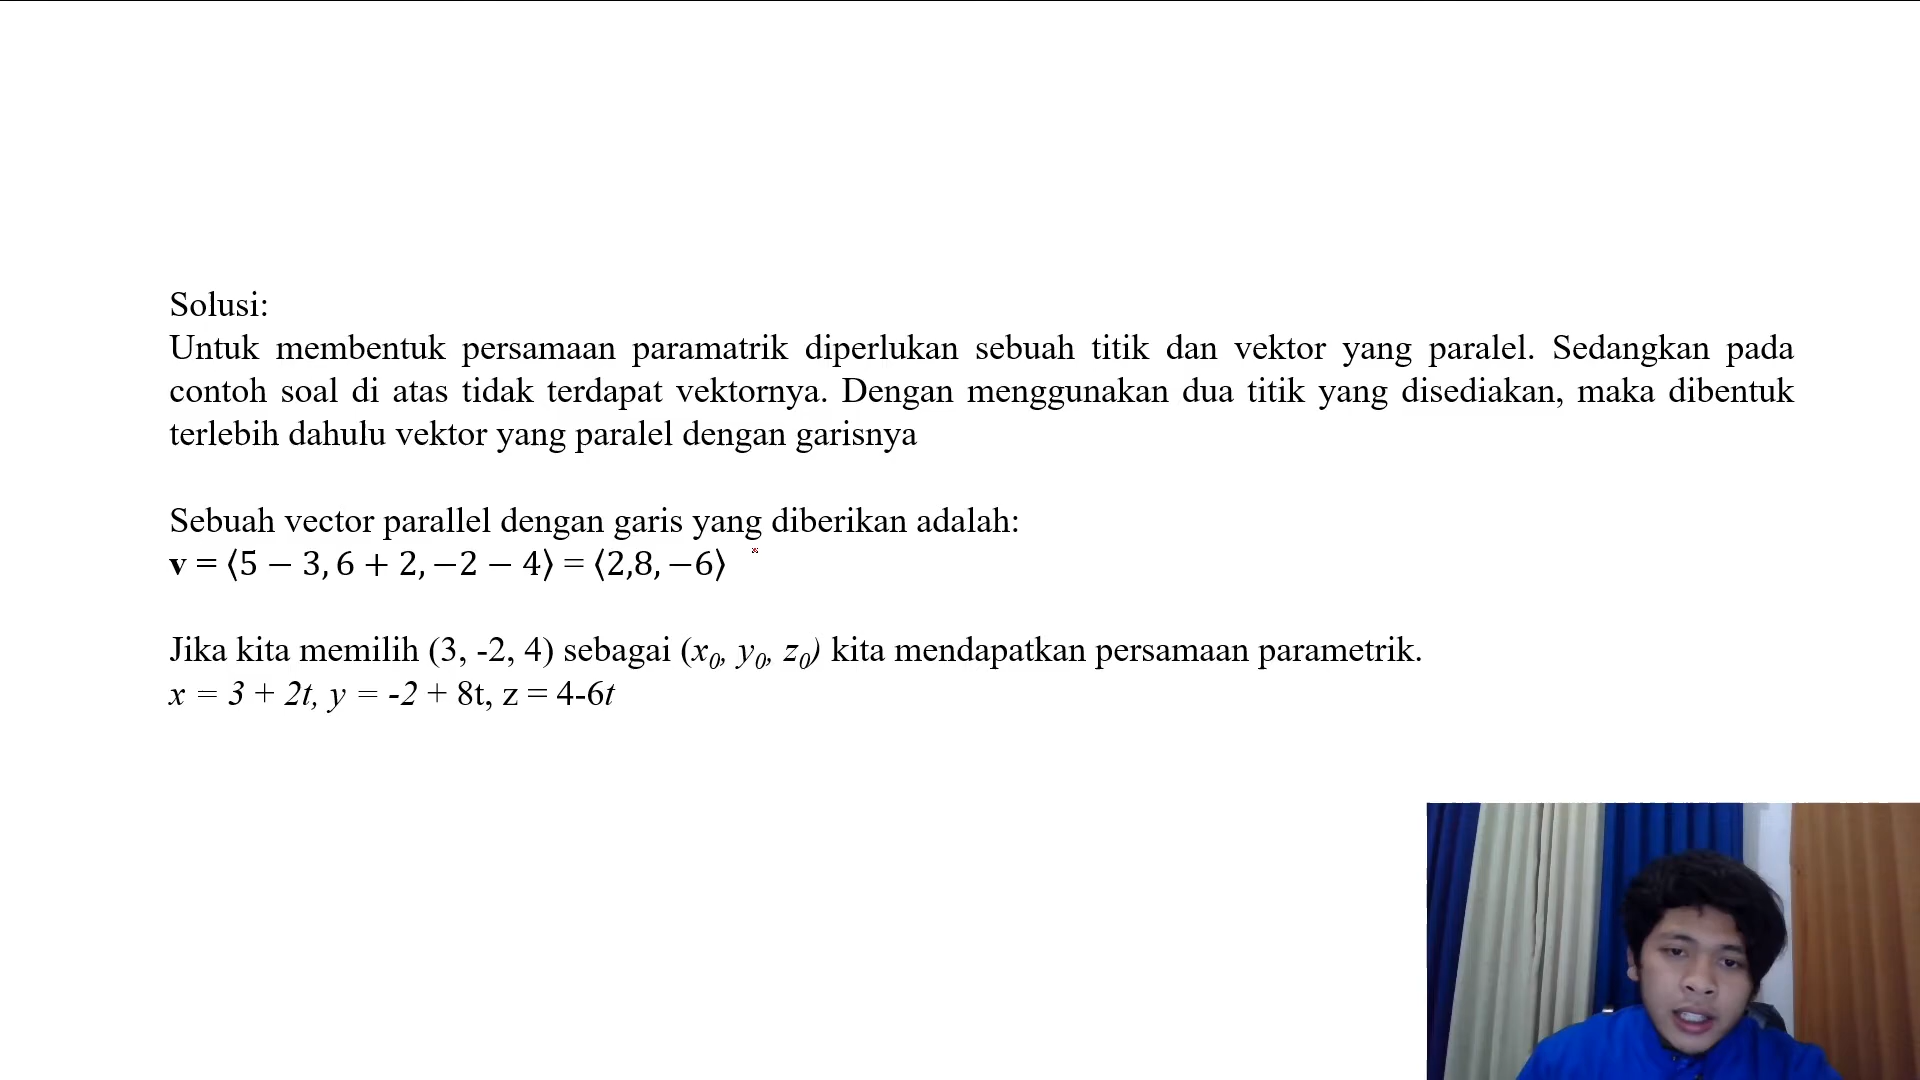 Solusi:
Untuk membentuk persamaan paramatrik diperlukan sebuah titik dan vektor yang paralel. Sedangkan pada
contoh soal di atas tidak terdapat vektornya. Dengan menggunakan dua titik yang disediakan, maka dibentuk
terlebih dahulu vektor yang paralel dengan garisnya
Sebuah vector parallel dengan garis yang diberikan adalah:
v = ⟨5 − 3, 6 + 2, −2 − 4⟩ = ⟨2,8, −6⟩
Jika kita memilih (3, -2, 4) sebagai (x₀, y₀, z₀) kita mendapatkan persamaan parametrik.
x = 3 + 2t, y = -2 + 8t, z = 4-6t